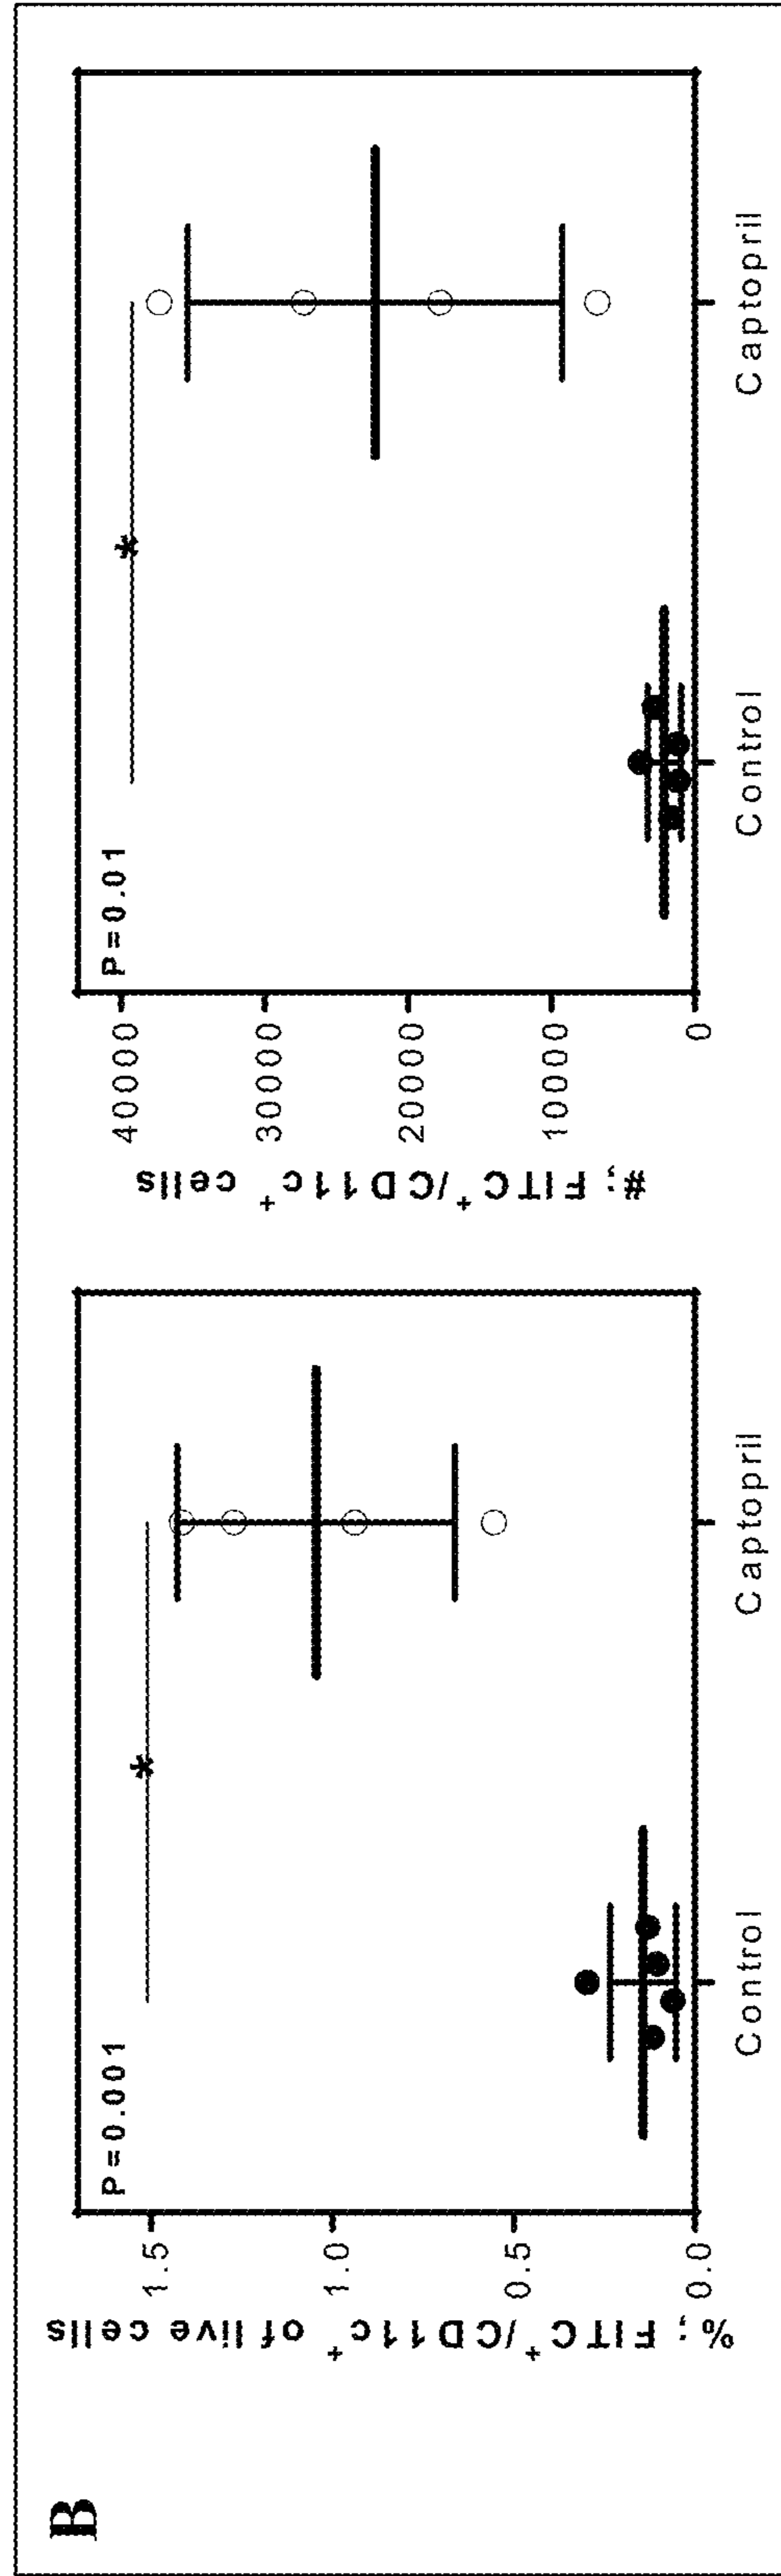 B
%; FITC⁺/CD11c⁺ of live cells
1.5
1.0
0.5
0.0
P=0.001
*
Control
Captopril
#; FITC⁺/CD11c⁺ cells
40000
30000
20000
10000
0
P=0.01
*
Control
Captopril